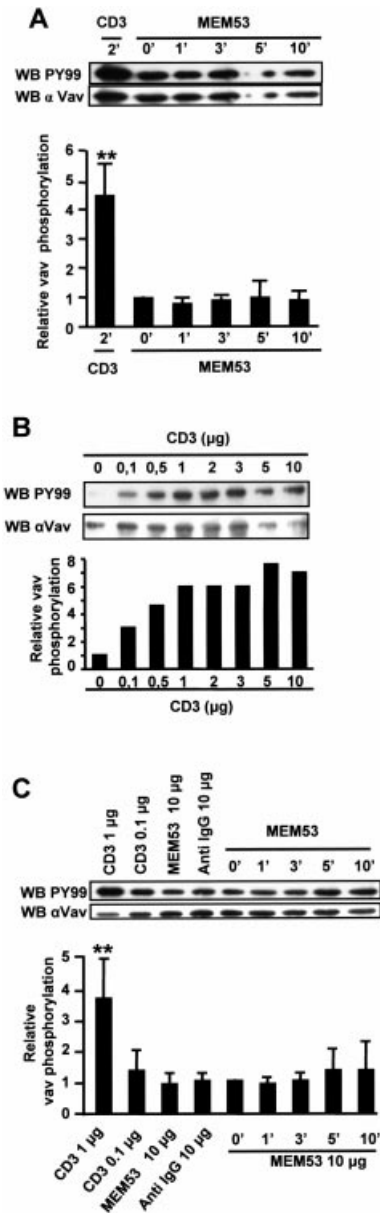 A
CD3 MEM53
2' 0' 1' 3' 5' 10'
WB PY99
WB α Vav
Relative vav phosphorylation
6
5
4
3
2
1
0
**
2' 0' 1' 3' 5' 10'
CD3 MEM53
B
CD3 (µg)
0 0,1 0,5 1 2 3 5 10
WB PY99
WB αVav
Relative vav
phosphorylation
8
6
4
2
0
0 0,1 0,5 1 2 3 5 10
CD3 (µg)
C
CD3 1 µg
CD3 0.1 µg
MEM53 10 µg
Anti IgG 10 µg
MEM53
0' 1' 3' 5' 10'
WB PY99
WB αVav
Relative
vav phosphorylation
5
4
3
2
1
0
**
CD3 1 µg
CD3 0.1 µg
MEM53 10 µg
Anti IgG 10 µg
0' 1' 3' 5' 10'
MEM53 10 µg